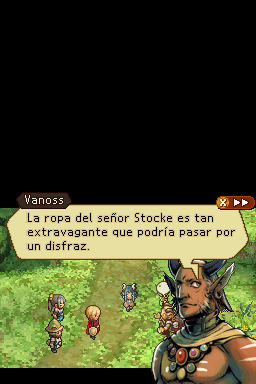 Vanoss
X
La ropa del señor Stocke es tan
extravagante que podría pasar por
un disfraz.